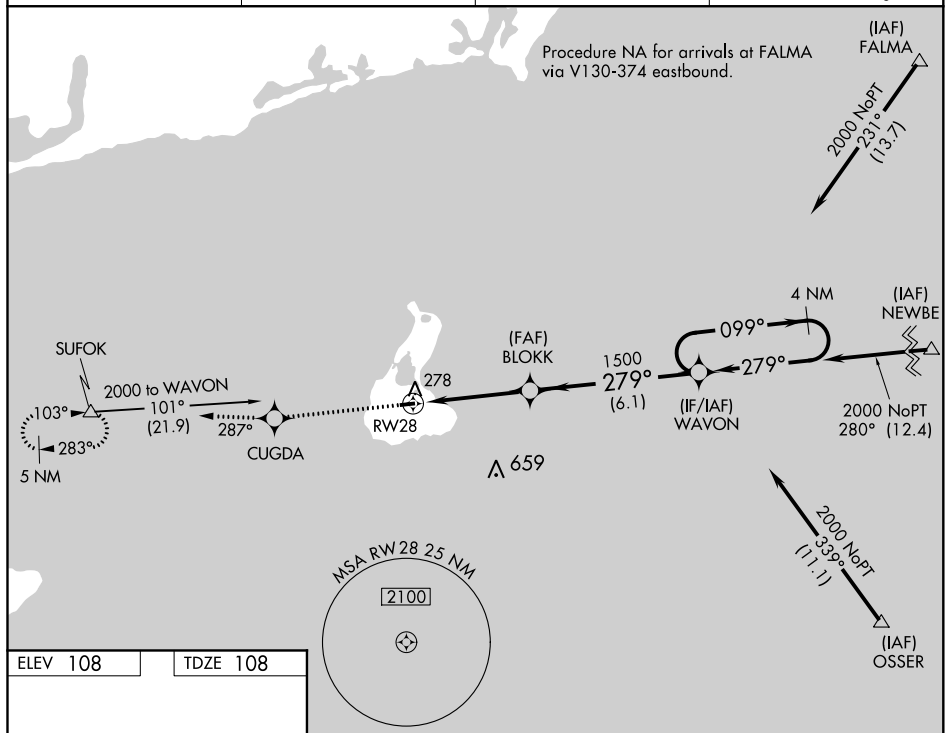 Procedure NA for arrivals at FALMA
via V130-374 eastbound.
(IAF)
FALMA
2000 NoPT
231°
(13.7)
4 NM
(IAF)
NEWBE
099°
279°
(FAF)
BLOKK
1500
279°
(6.1)
(IF/IAF)
WAVON
2000 NoPT
280° (12.4)
SUFOK
2000 to WAVON
101°
(21.9)
103°
283°
5 NM
287°
CUGDA
278
RW28
659
2000 NoPT
339°
(11.1)
(IAF)
OSSER
MSA RW28 25 NM
2100
ELEV 108
TDZE 108